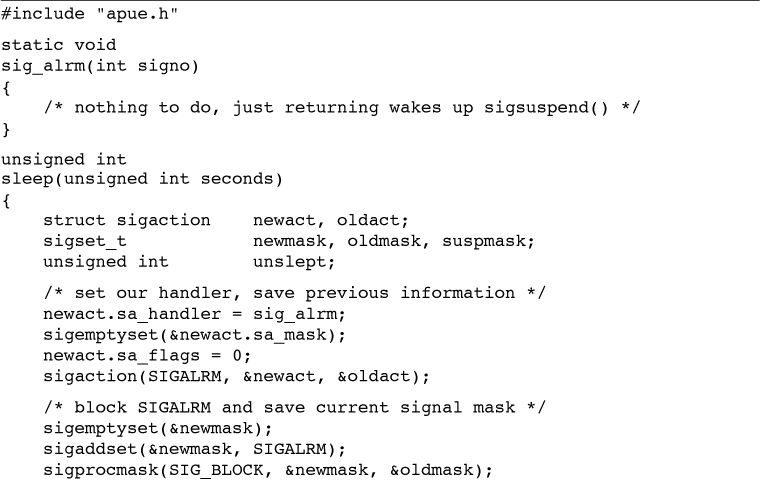 #include "apue.h"
static void
sig_alrm(int signo)
{
    /* nothing to do, just returning wakes up sigsuspend() */
}
unsigned int
sleep(unsigned int seconds)
{
    struct sigaction    newact, oldact;
    sigset_t            newmask, oldmask, suspmask;
    unsigned int        unslept;
    /* set our handler, save previous information */
    newact.sa_handler = sig_alrm;
    sigemptyset(&newact.sa_mask);
    newact.sa_flags = 0;
    sigaction(SIGALRM, &newact, &oldact);
    /* block SIGALRM and save current signal mask */
    sigemptyset(&newmask);
    sigaddset(&newmask, SIGALRM);
    sigprocmask(SIG_BLOCK, &newmask, &oldmask);